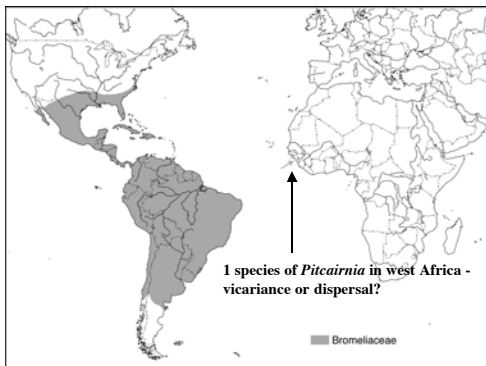 1 species of Pitcairnia in west Africa -
vicariance or dispersal?
Bromeliaceae